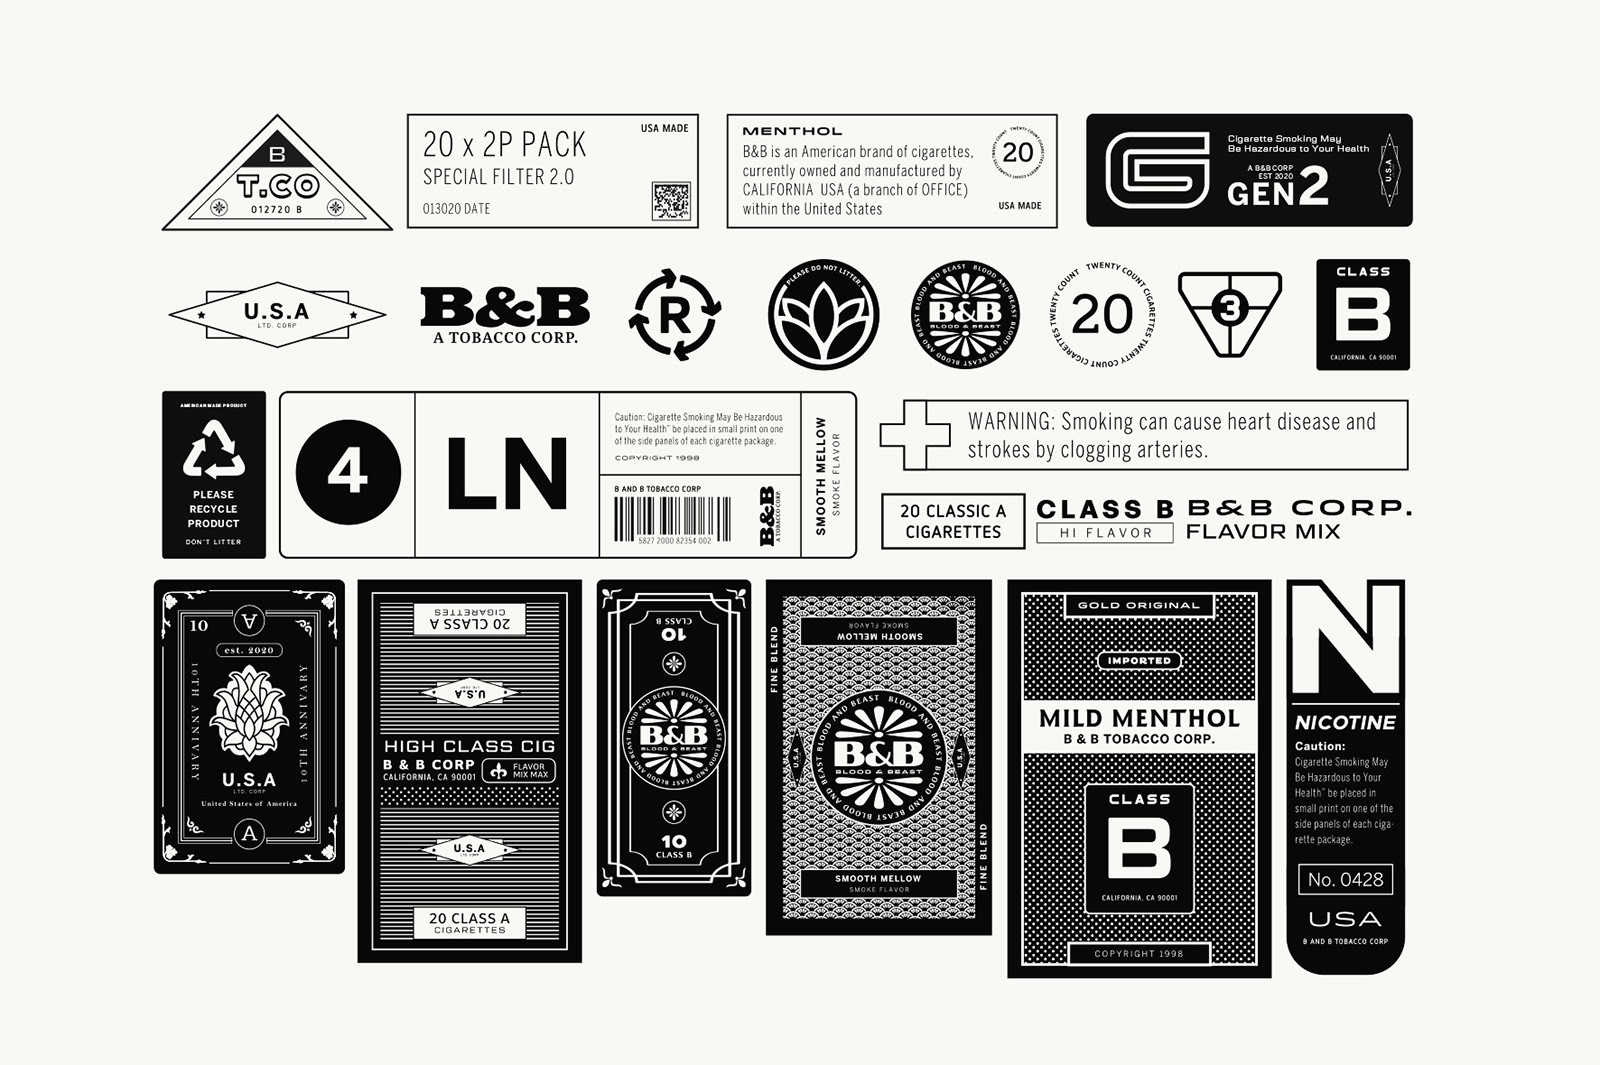 B
T.CO
012720 B
20 x 2P PACK
SPECIAL FILTER 2.0
013020 DATE
USA MADE
MENTHOL
B&B is an American brand of cigarettes,
currently owned and manufactured by
CALIFORNIA USA (a branch of OFFICE)
within the United States
TWENTY COUNT CIGARETTES TWENTY COUNT CIGARETTES
20
USA MADE
G
Cigarette Smoking May
Be Hazardous to Your Health
A B&B CORP
EST 2020
GEN 2
U.S.A
U.S.A
LTD. CORP
B&B
A TOBACCO CORP.
R
PLEASE DO NOT LITTER.
BLOOD AND BEAST BLOOD AND BEAST BLOOD AND BEAST
B&B
BLOOD & BEAST
TWENTY COUNT CIGARETTES TWENTY COUNT CIGARETTES TWENTY COUNT
20
3
CLASS
B
CALIFORNIA, CA 90001
AMERICAN MADE PRODUCT
PLEASE
RECYCLE
PRODUCT
DON'T LITTER
4
LN
Caution: Cigarette Smoking May Be Hazardous
to Your Health" be placed in small print on one
of the side panels of each cigarette package.
COPYRIGHT 1998
B AND B TOBACCO CORP
5827 2000 82354 002
B&B
A TOBACCO CORP.
SMOOTH MELLOW
SMOKE FLAVOR
WARNING: Smoking can cause heart disease and
strokes by clogging arteries.
20 CLASSIC A
CIGARETTES
CLASS B
HI FLAVOR
B&B CORP.
FLAVOR MIX
A
10
est. 2020
10TH ANNIVARY
10TH ANNIVARY
U.S.A
LTD. CORP
United States of America
A
20 CLASS A
CIGARETTES
U.S.A
LTD. CORP
HIGH CLASS CIG
B & B CORP
CALIFORNIA, CA 90001
FLAVOR
MIX MAX
U.S.A
LTD. CORP
20 CLASS A
CIGARETTES
10
CLASS B
BLOOD AND BEAST BLOOD AND BEAST BLOOD AND BEAST
B&B
BLOOD & BEAST
10
CLASS B
SMOOTH MELLOW
SMOKE FLAVOR
FINE BLEND
BLOOD AND BEAST BLOOD AND BEAST BLOOD AND BEAST
U.S.A
B&B
BLOOD & BEAST
U.S.A
FINE BLEND
SMOOTH MELLOW
SMOKE FLAVOR
GOLD ORIGINAL
IMPORTED
MILD MENTHOL
B & B TOBACCO CORP.
CLASS
B
CALIFORNIA, CA 90001
COPYRIGHT 1998
N
NICOTINE
Caution:
Cigarette Smoking May
Be Hazardous to Your
Health" be placed in
small print on one of the
side panels of each ciga-
rette package.
No. 0428
USA
B AND B TOBACCO CORP